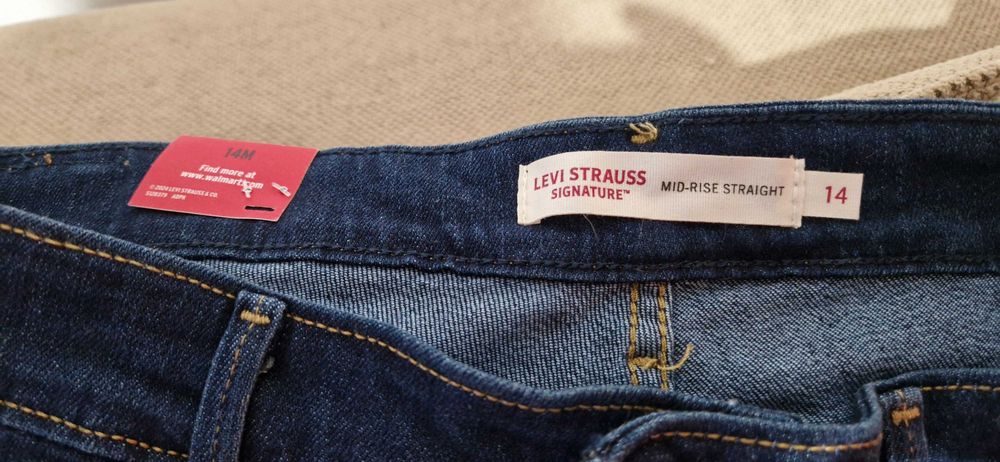 14M
Find more at
www.walmart.com
© 2024 LEVI STRAUSS & CO.
LEVI STRAUSS
SIGNATURE™
MID-RISE STRAIGHT
14